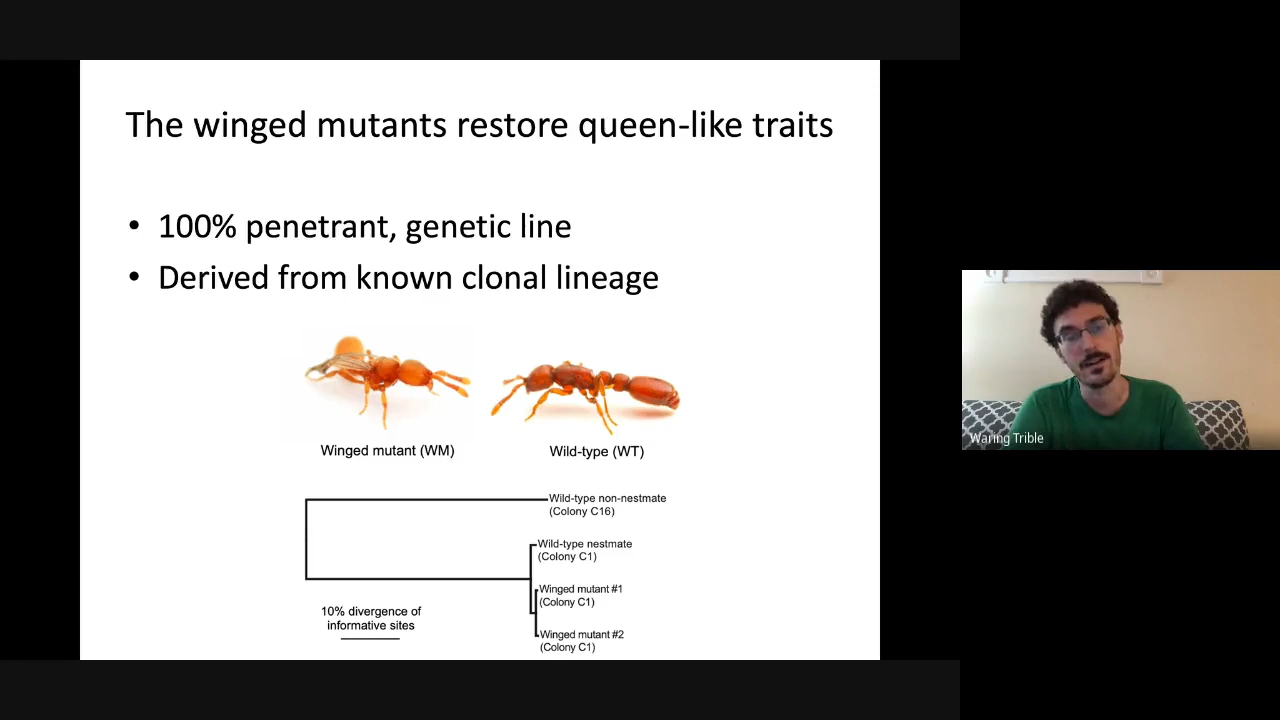 The winged mutants restore queen-like traits
• 100% penetrant, genetic line
• Derived from known clonal lineage
Winged mutant (WM)
Wild-type (WT)
Wild-type non-nestmate
(Colony C16)
Wild-type nestmate
(Colony C1)
Winged mutant #1
(Colony C1)
10% divergence of
informative sites
Winged mutant #2
(Colony C1)
Waring Trible